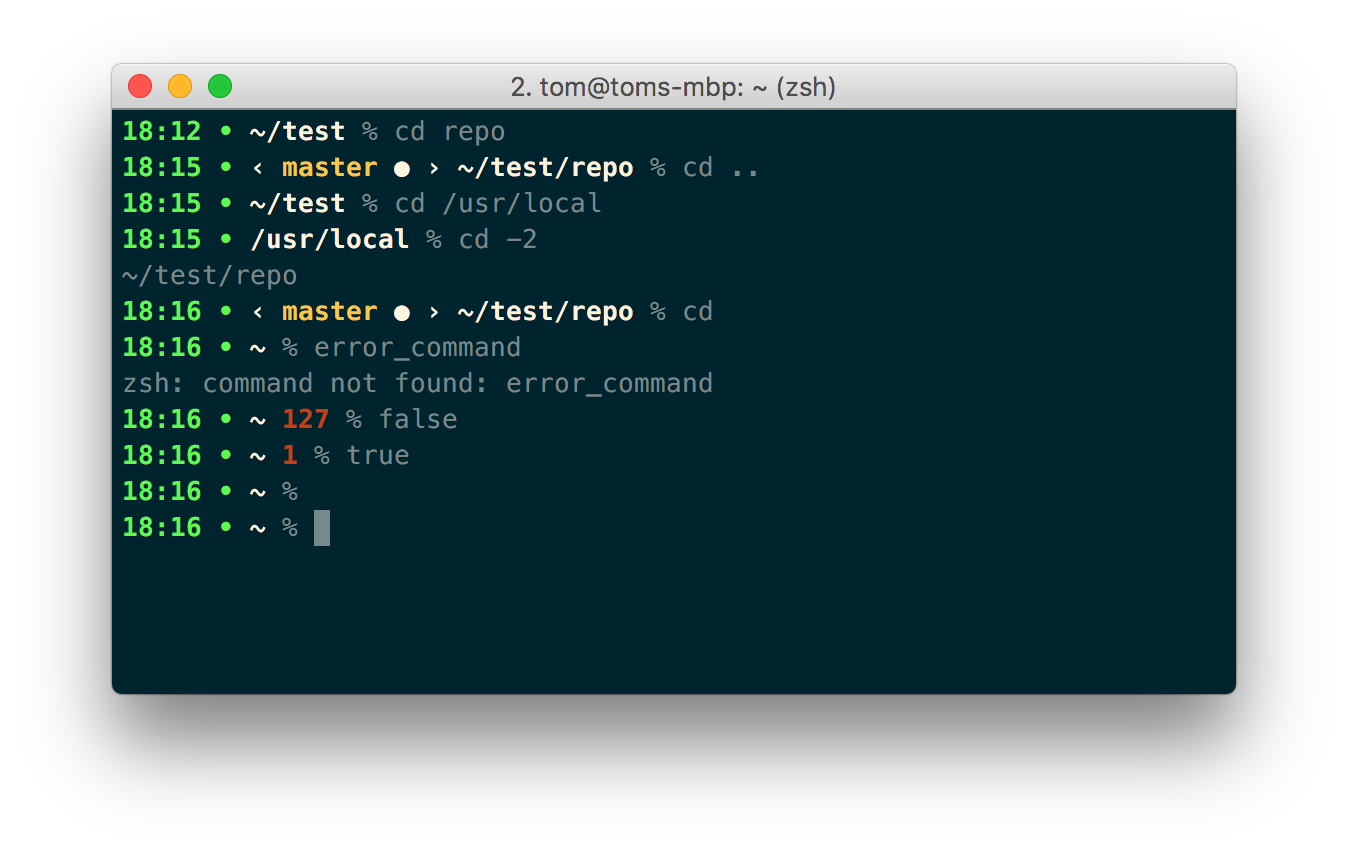 2. tom@toms-mbp: ~ (zsh)
18:12 • ~/test % cd repo
18:15 • ‹ master ● › ~/test/repo % cd ..
18:15 • ~/test % cd /usr/local
18:15 • /usr/local % cd -2
~/test/repo
18:16 • ‹ master ● › ~/test/repo % cd
18:16 • ~ % error_command
zsh: command not found: error_command
18:16 • ~ 127 % false
18:16 • ~ 1 % true
18:16 • ~ %
18:16 • ~ %